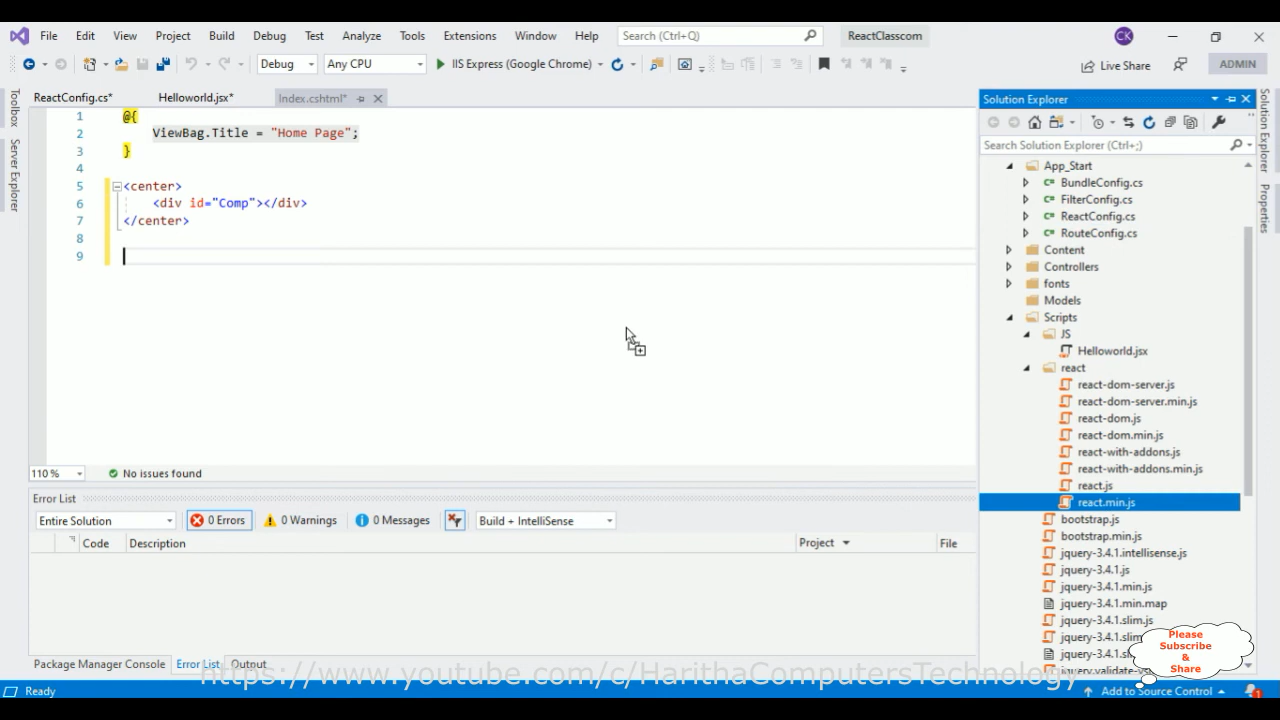 File Edit View Project Build Debug Test Analyze Tools Extensions Window Help Search (Ctrl+Q) ReactClasscom CK
Debug Any CPU IIS Express (Google Chrome) Live Share ADMIN
Toolbox
Server Explorer
ReactConfig.cs* Helloworld.jsx* Index.cshtml*
1 @{
2 ViewBag.Title = "Home Page";
3 }
4
5 <center>
6 <div id="Comp"></div>
7 </center>
8
9
110 % No issues found
Error List
Entire Solution 0 Errors 0 Warnings 0 Messages Build + IntelliSense
Code Description Project File
Package Manager Console Error List Output
Solution Explorer
Search Solution Explorer (Ctrl+;)
App_Start
BundleConfig.cs
FilterConfig.cs
ReactConfig.cs
RouteConfig.cs
Content
Controllers
fonts
Models
Scripts
JS
Helloworld.jsx
react
react-dom-server.js
react-dom-server.min.js
react-dom.js
react-dom.min.js
react-with-addons.js
react-with-addons.min.js
react.js
react.min.js
bootstrap.js
bootstrap.min.js
jquery-3.4.1.intellisense.js
jquery-3.4.1.js
jquery-3.4.1.min.js
jquery-3.4.1.min.map
jquery-3.4.1.slim.js
Solution Explorer
Properties
Please
Subscribe
&
Share
https://www.youtube.com/c/HarithaComputersTechnology
Ready Add to Source Control 1